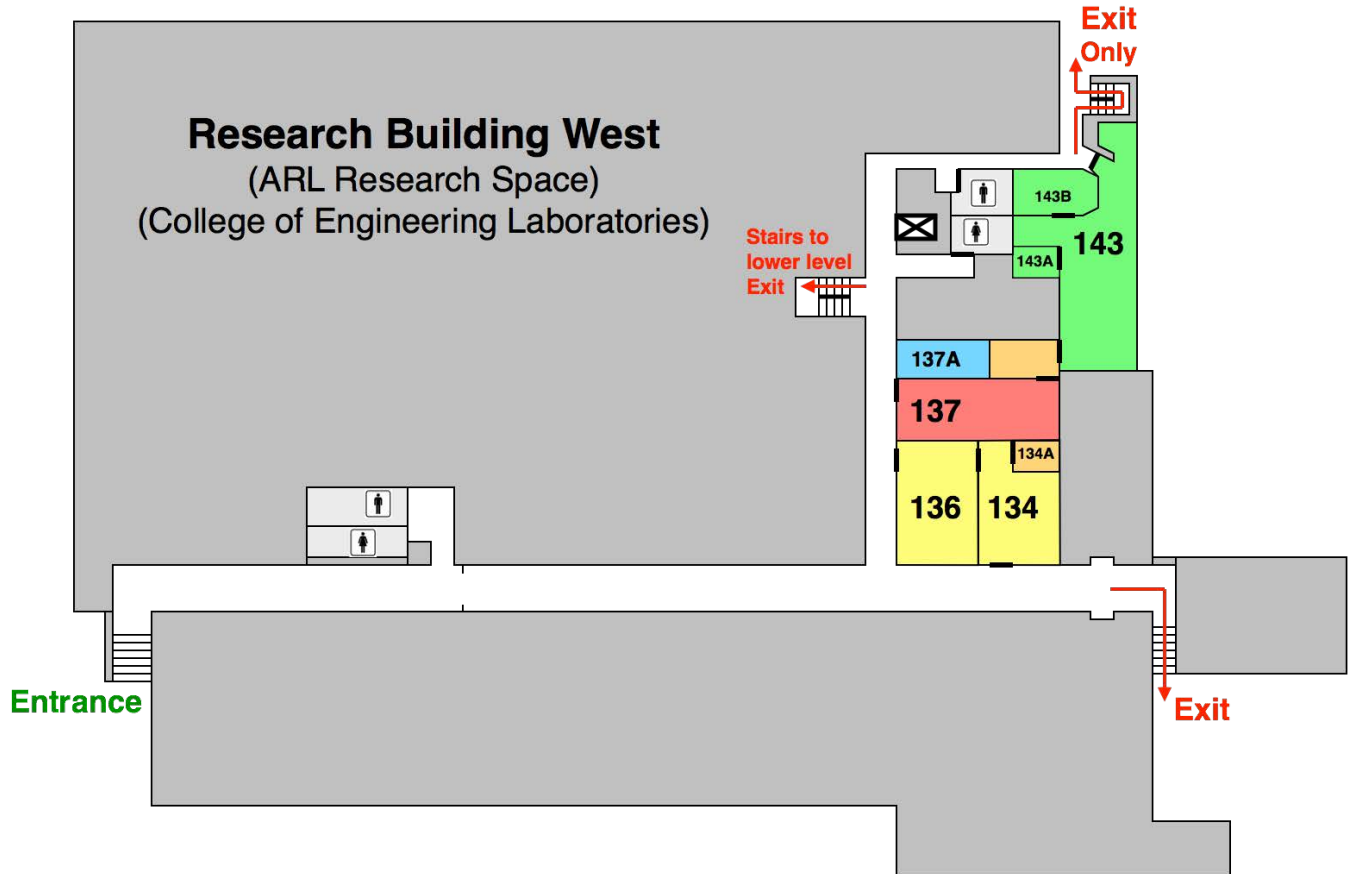 Exit
Only
Research Building West
(ARL Research Space)
(College of Engineering Laboratories)
143B
143
143A
Stairs to
lower level
Exit
137A
137
134A
136
134
Entrance
Exit